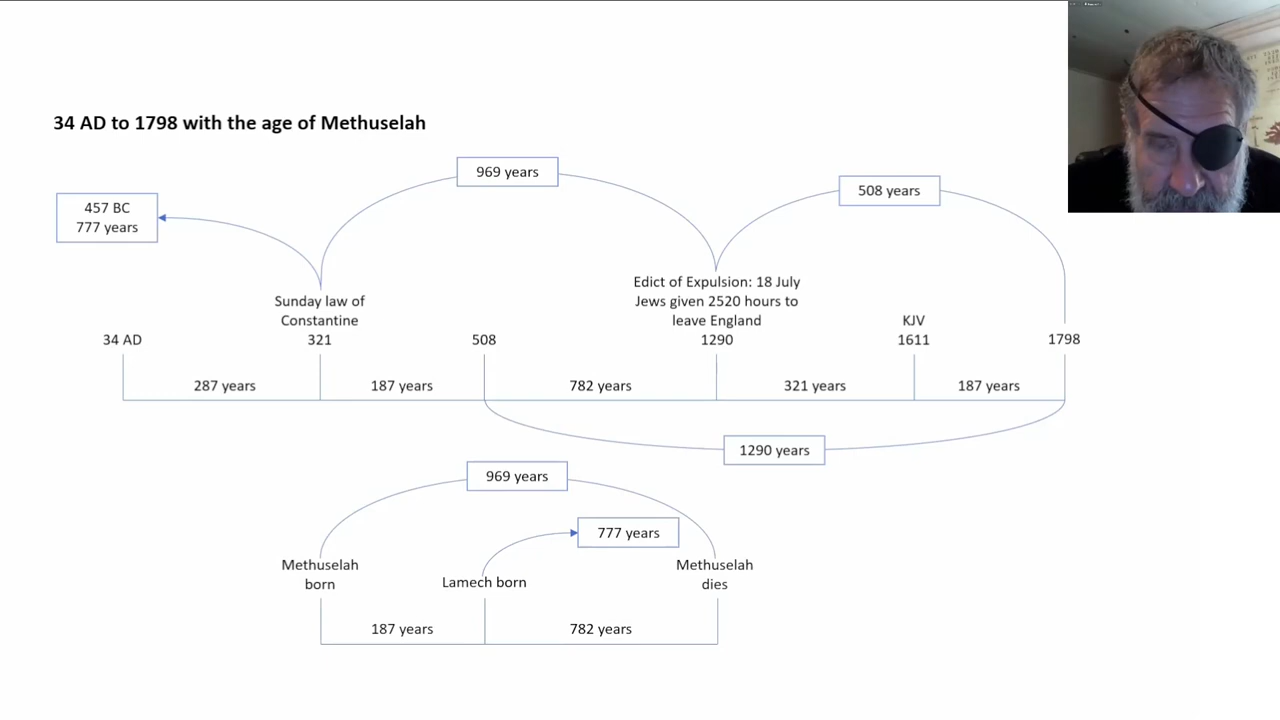 34 AD to 1798 with the age of Methuselah
969 years
508 years
457 BC
777 years
Edict of Expulsion: 18 July
Jews given 2520 hours to
leave England
Sunday law of
Constantine
KJV
34 AD
321
508
1290
1611
1798
287 years
187 years
782 years
321 years
187 years
1290 years
969 years
777 years
Methuselah
born
Lamech born
Methuselah
dies
187 years
782 years